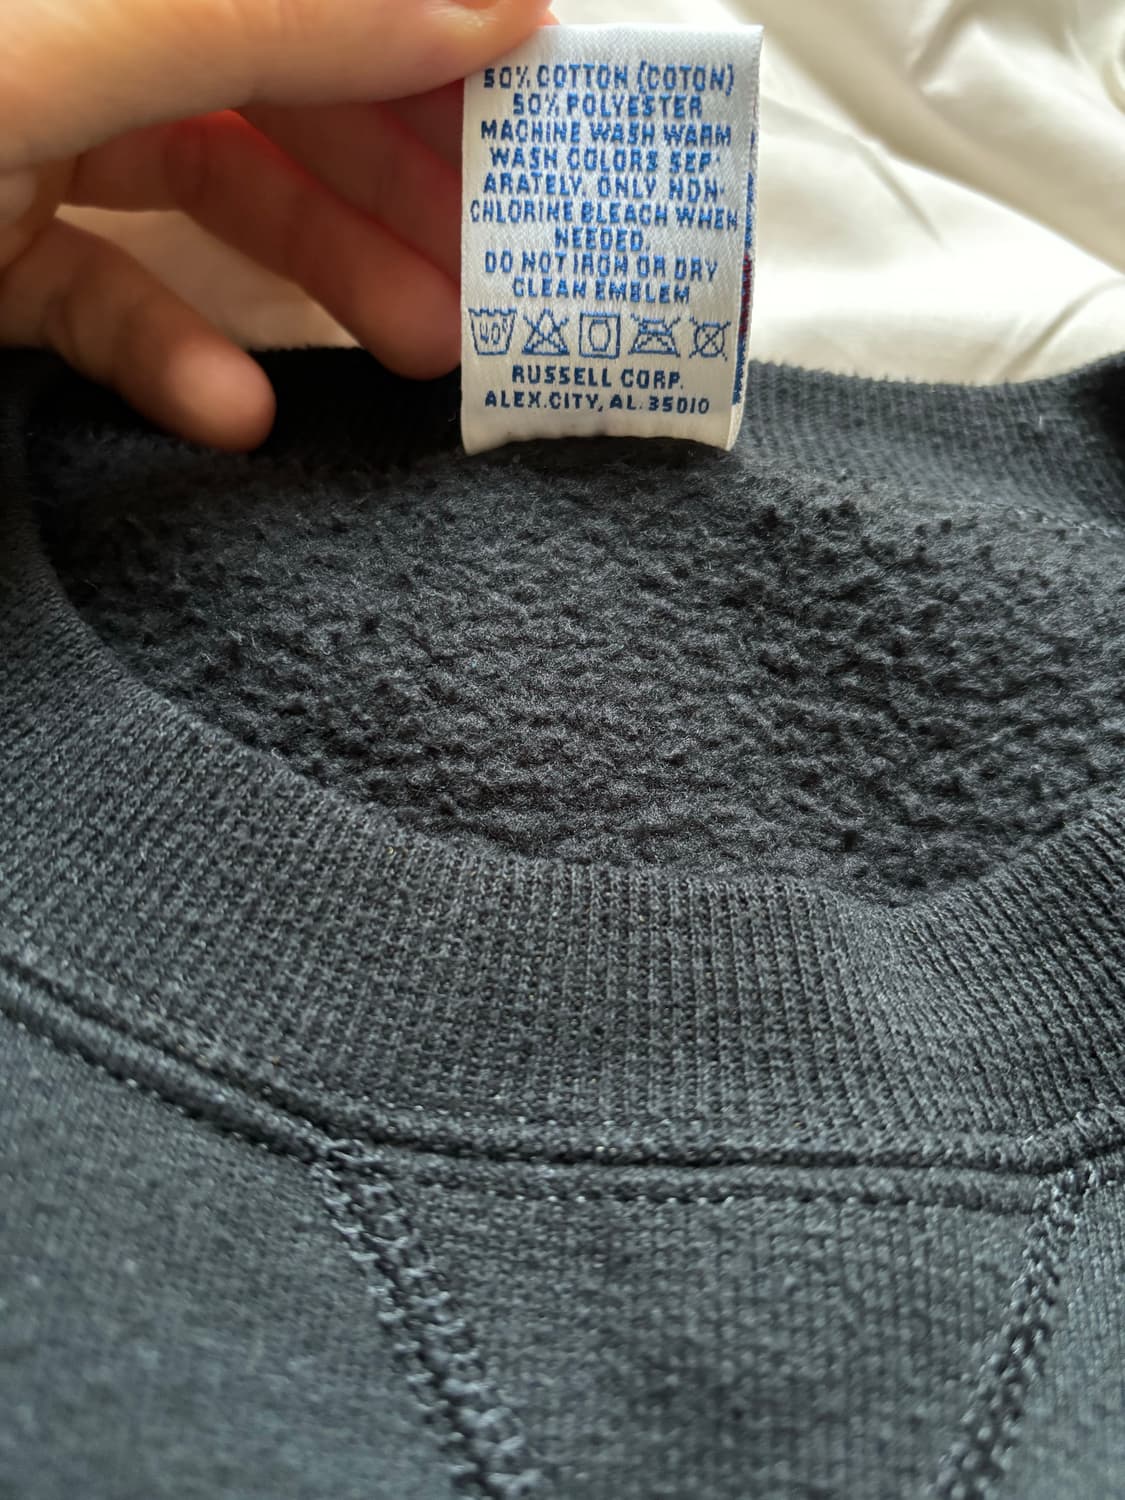 50% COTTON (COTON)
50% POLYESTER
MACHINE WASH WARM
WASH COLORS SEP-
ARATELY. ONLY NON-
CHLORINE BLEACH WHEN
NEEDED.
DO NOT IRON OR DRY
CLEAN EMBLEM
40°
RUSSELL CORP.
ALEX.CITY, AL. 35010